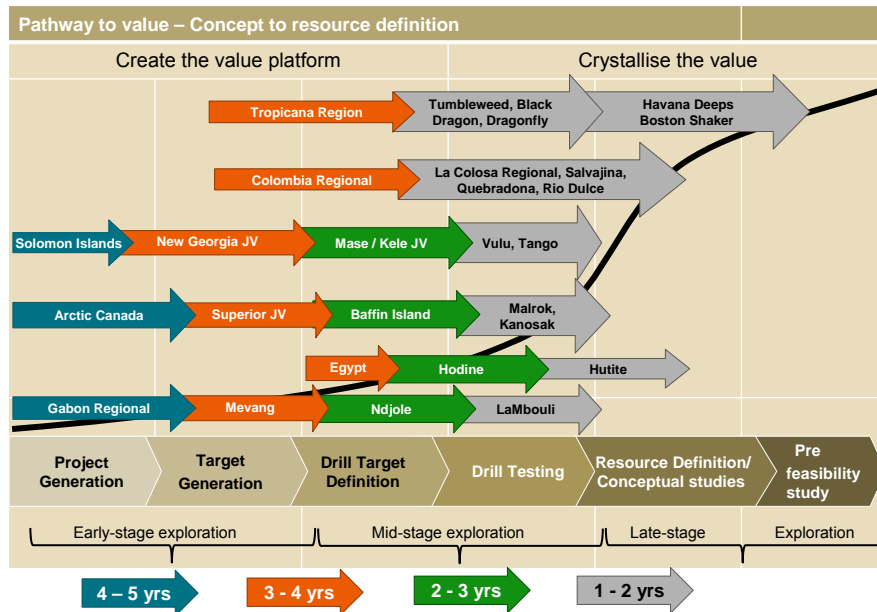 Pathway to value – Concept to resource definition
Create the value platform
Crystallise the value
Tropicana Region
Tumbleweed, Black
Dragon, Dragonfly
Havana Deeps
Boston Shaker
Colombia Regional
La Colosa Regional, Salvajina,
Quebradona, Rio Dulce
Solomon Islands
New Georgia JV
Mase / Kele JV
Vulu, Tango
Arctic Canada
Superior JV
Baffin Island
Malrok,
Kanosak
Egypt
Hodine
Hutite
Gabon Regional
Mevang
Ndjole
LaMbouli
Project
Generation
Target
Generation
Drill Target
Definition
Drill Testing
Resource Definition/
Conceptual studies
Pre
feasibility
study
Early-stage exploration
Mid-stage exploration
Late-stage
Exploration
4 – 5 yrs
3 - 4 yrs
2 - 3 yrs
1 - 2 yrs